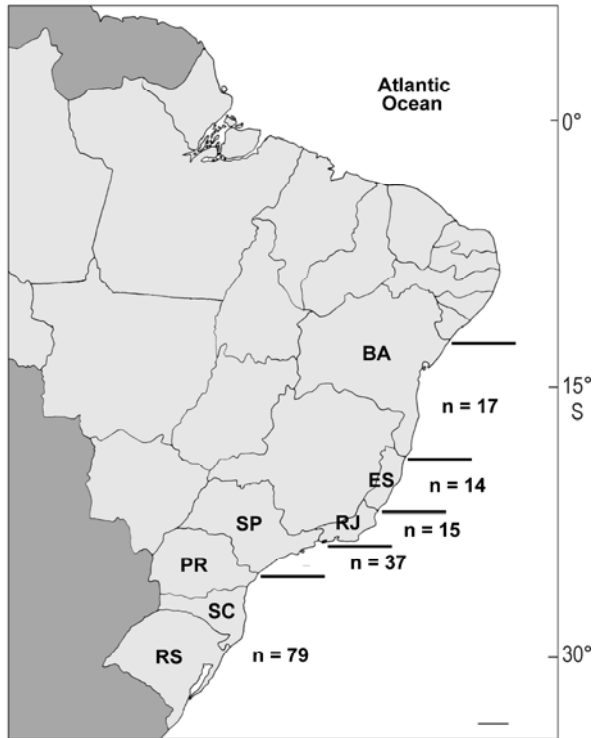 Atlantic
Ocean
0°
BA
15°
S
n = 17
ES
n = 14
SP
RJ
n = 15
PR
n = 37
SC
RS
n = 79
30°